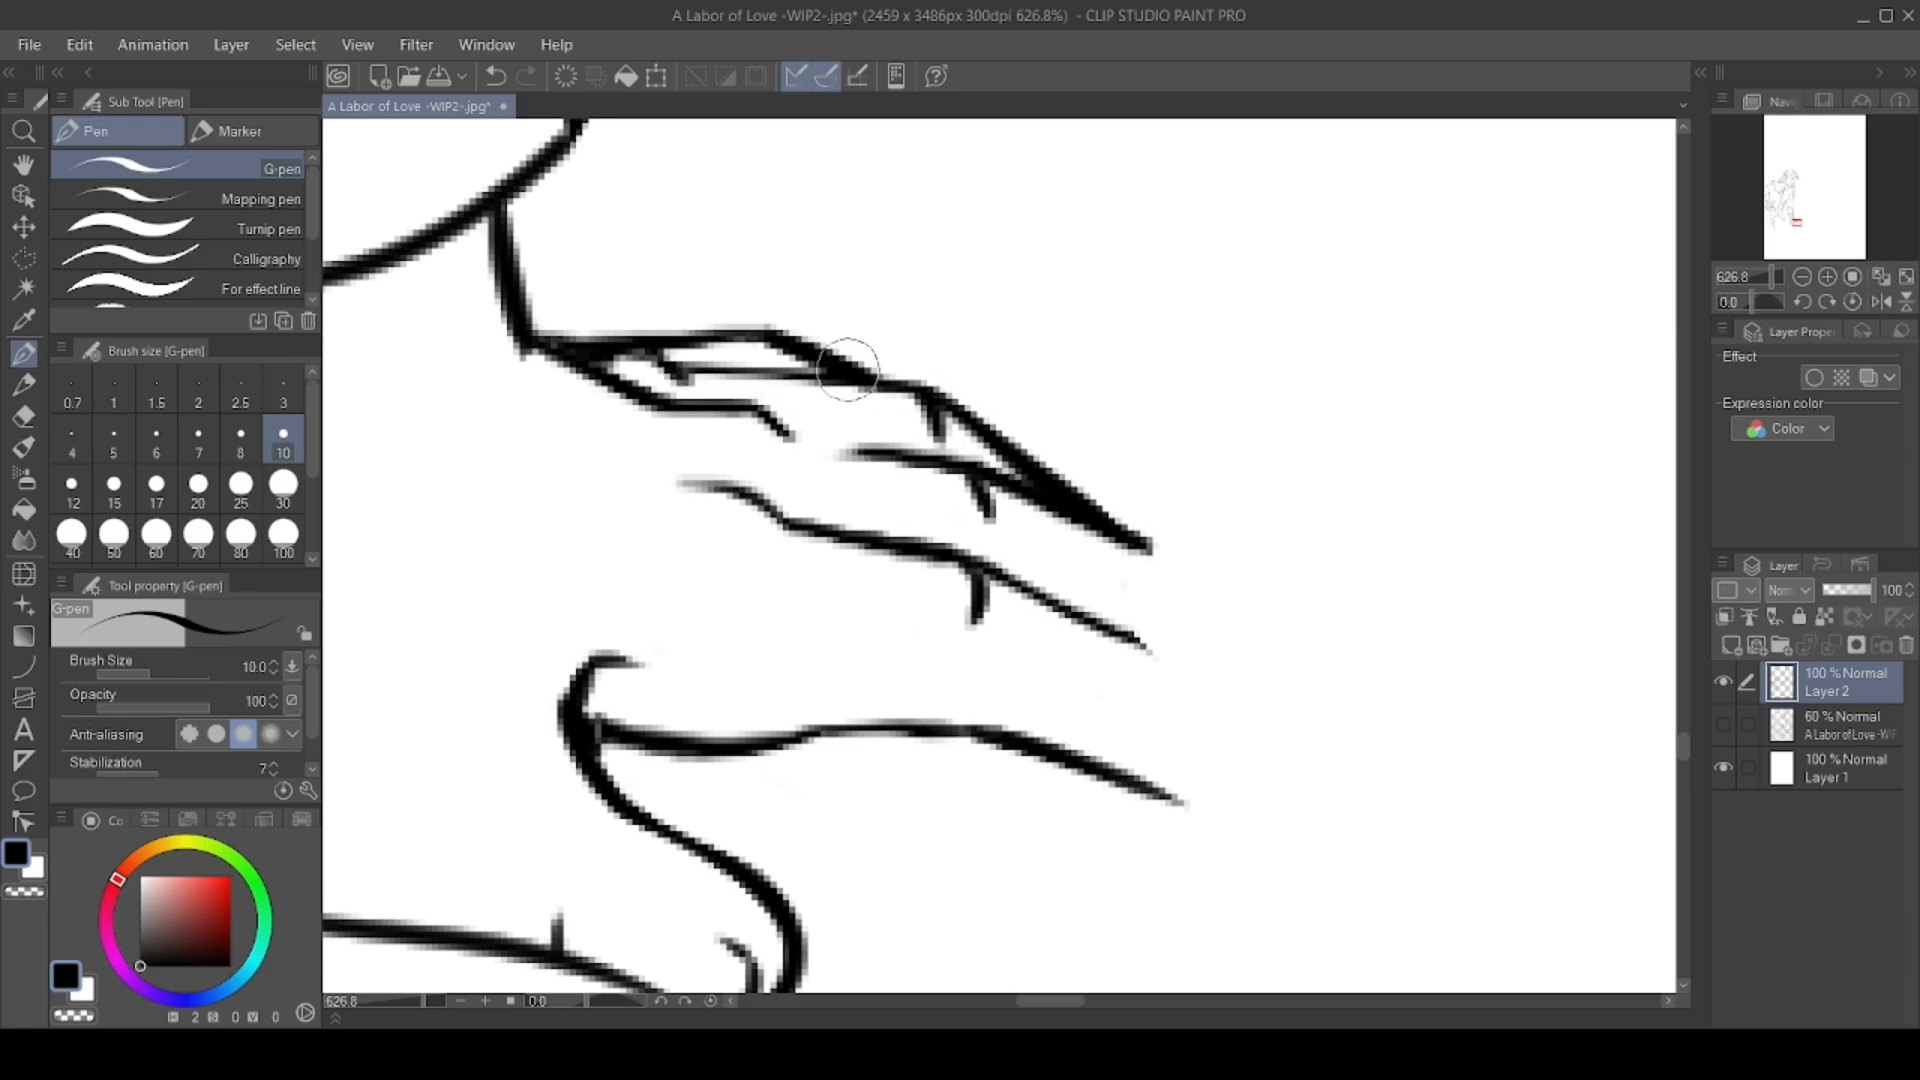 A Labor of Love -WIP2-.jpg* (2459 x 3486px 300dpi 626.8%)  - CLIP STUDIO PAINT PRO
File Edit Animation Layer Select View Filter Window Help
Sub Tool [Pen]
A Labor of Love -WIP2-.jpg*
Pen Marker
G-pen
Mapping pen
Turnip pen
Calligraphy
For effect line
Brush size [G-pen]
0.7 1 1.5 2 2.5 3
4 5 6 7 8 10
12 15 17 20 25 30
40 50 60 70 80 100
Tool property [G-pen]
G-pen
Brush Size 10.0
Opacity 100
Anti-aliasing
Stabilization 7
Co
H 2 S 0 V 0
626.8 0.0
Navi
626.8
0.0
Layer Prope
Effect
Expression color
Color
Layer
Norm 100
100 % Normal
Layer 2
60 % Normal
A Labor of Love -WIP
100 % Normal
Layer 1